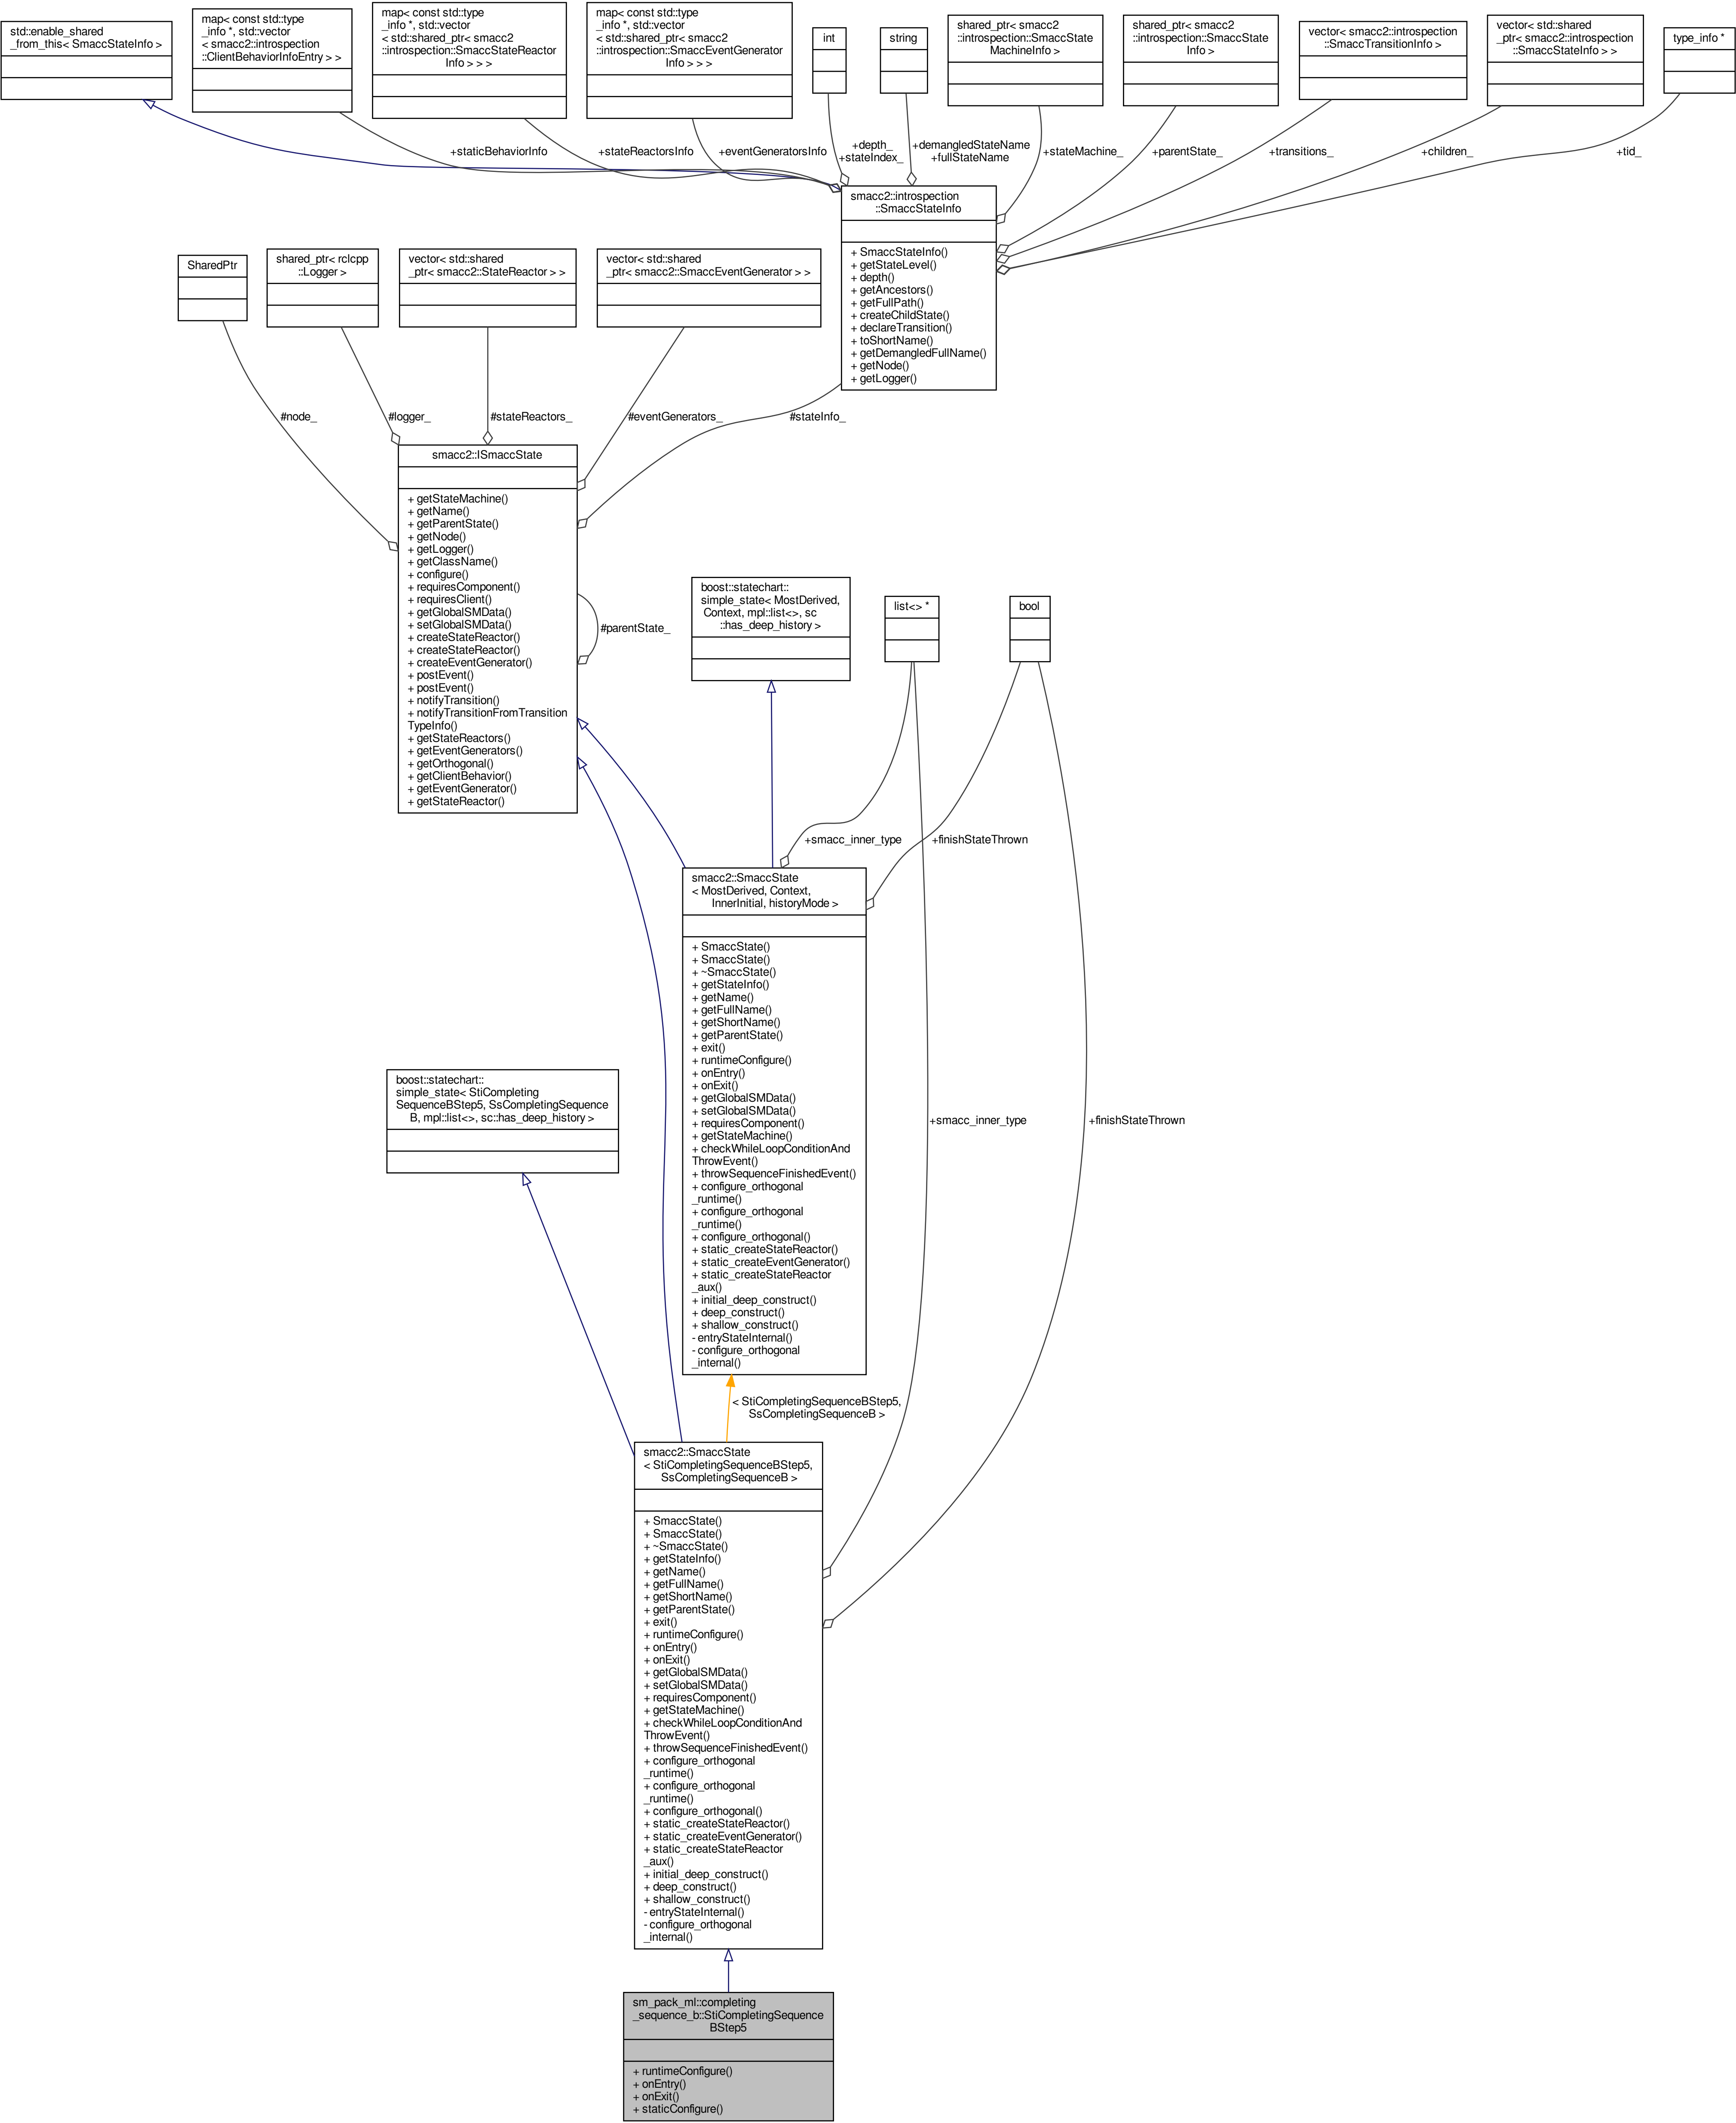 std::enable_shared
_from_this< SmaccStateInfo >
map< const std::type
_info *, std::vector
< smacc2::introspection
::ClientBehaviorInfoEntry > >
map< const std::type
_info *, std::vector
< std::shared_ptr< smacc2
::introspection::SmaccStateReactor
Info > > >
map< const std::type
_info *, std::vector
< std::shared_ptr< smacc2
::introspection::SmaccEventGenerator
Info > > >
int
string
shared_ptr< smacc2
::introspection::SmaccState
MachineInfo >
shared_ptr< smacc2
::introspection::SmaccState
Info >
vector< smacc2::introspection
::SmaccTransitionInfo >
vector< std::shared
_ptr< smacc2::introspection
::SmaccStateInfo > >
type_info *
+staticBehaviorInfo
+stateReactorsInfo
+eventGeneratorsInfo
+depth_
+stateIndex_
+demangledStateName
+fullStateName
+stateMachine_
+parentState_
+transitions_
+children_
+tid_
smacc2::introspection
::SmaccStateInfo
+ SmaccStateInfo()
+ getStateLevel()
+ depth()
+ getAncestors()
+ getFullPath()
+ createChildState()
+ declareTransition()
+ toShortName()
+ getDemangledFullName()
+ getNode()
+ getLogger()
SharedPtr
shared_ptr< rclcpp
::Logger >
vector< std::shared
_ptr< smacc2::StateReactor > >
vector< std::shared
_ptr< smacc2::SmaccEventGenerator > >
#node_
#logger_
#stateReactors_
#eventGenerators_
#stateInfo_
smacc2::ISmaccState
+ getStateMachine()
+ getName()
+ getParentState()
+ getNode()
+ getLogger()
+ getClassName()
+ configure()
+ requiresComponent()
+ requiresClient()
+ getGlobalSMData()
+ setGlobalSMData()
+ createStateReactor()
+ createStateReactor()
+ createEventGenerator()
+ postEvent()
+ postEvent()
+ notifyTransition()
+ notifyTransitionFromTransition
TypeInfo()
+ getStateReactors()
+ getEventGenerators()
+ getOrthogonal()
+ getClientBehavior()
+ getEventGenerator()
+ getStateReactor()
#parentState_
boost::statechart::
simple_state< MostDerived,
Context, mpl::list<>, sc
::has_deep_history >
list<> *
bool
+smacc_inner_type
+finishStateThrown
smacc2::SmaccState
< MostDerived, Context,
InnerInitial, historyMode >
+ SmaccState()
+ SmaccState()
+ ~SmaccState()
+ getStateInfo()
+ getName()
+ getFullName()
+ getShortName()
+ getParentState()
+ exit()
+ runtimeConfigure()
+ onEntry()
+ onExit()
+ getGlobalSMData()
+ setGlobalSMData()
+ requiresComponent()
+ getStateMachine()
+ checkWhileLoopConditionAnd
ThrowEvent()
+ throwSequenceFinishedEvent()
+ configure_orthogonal
_runtime()
+ configure_orthogonal
_runtime()
+ configure_orthogonal()
+ static_createStateReactor()
+ static_createEventGenerator()
+ static_createStateReactor
_aux()
+ initial_deep_construct()
+ deep_construct()
+ shallow_construct()
- entryStateInternal()
- configure_orthogonal
_internal()
boost::statechart::
simple_state< StiCompleting
SequenceBStep5, SsCompletingSequence
B, mpl::list<>, sc::has_deep_history >
+smacc_inner_type
+finishStateThrown
< StiCompletingSequenceBStep5,
SsCompletingSequenceB >
smacc2::SmaccState
< StiCompletingSequenceBStep5,
SsCompletingSequenceB >
+ SmaccState()
+ SmaccState()
+ ~SmaccState()
+ getStateInfo()
+ getName()
+ getFullName()
+ getShortName()
+ getParentState()
+ exit()
+ runtimeConfigure()
+ onEntry()
+ onExit()
+ getGlobalSMData()
+ setGlobalSMData()
+ requiresComponent()
+ getStateMachine()
+ checkWhileLoopConditionAnd
ThrowEvent()
+ throwSequenceFinishedEvent()
+ configure_orthogonal
_runtime()
+ configure_orthogonal
_runtime()
+ configure_orthogonal()
+ static_createStateReactor()
+ static_createEventGenerator()
+ static_createStateReactor
_aux()
+ initial_deep_construct()
+ deep_construct()
+ shallow_construct()
- entryStateInternal()
- configure_orthogonal
_internal()
sm_pack_ml::completing
_sequence_b::StiCompletingSequence
BStep5
+ runtimeConfigure()
+ onEntry()
+ onExit()
+ staticConfigure()